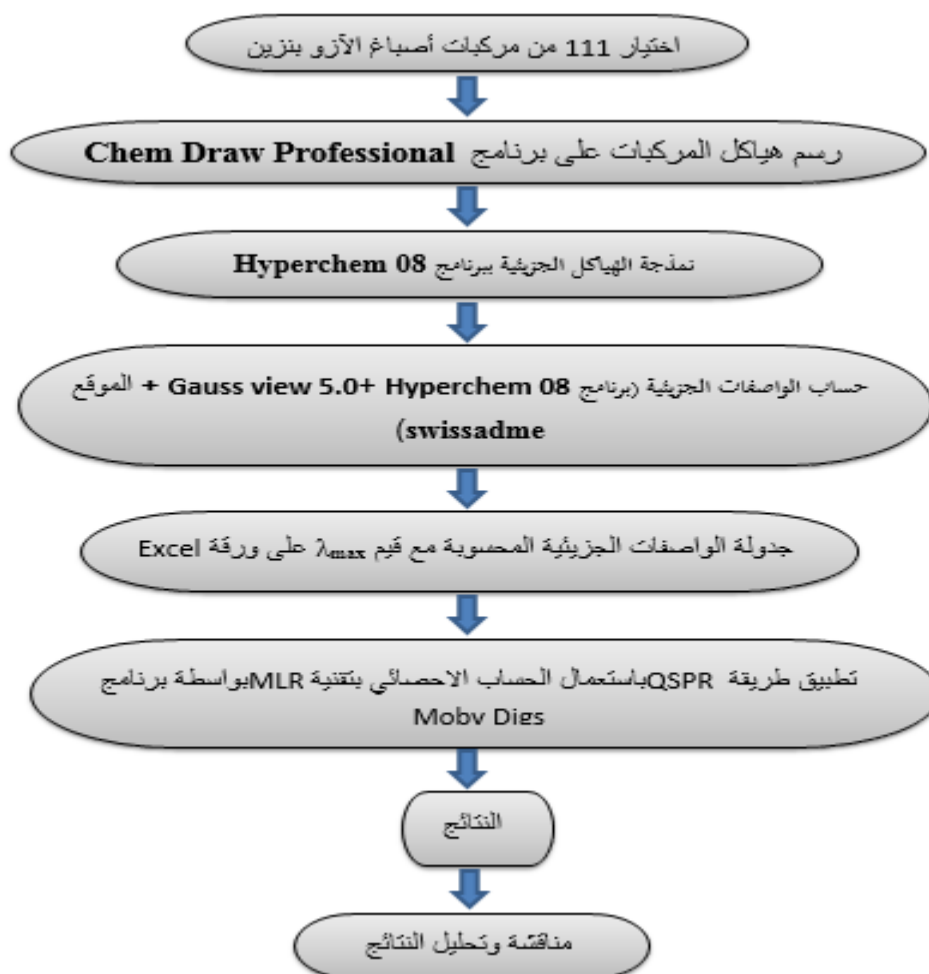 اختيار 111 من مركبات أصباغ الآزو بنزين
رسم هياكل المركبات على برنامج Chem Draw Professional
نمذجة الهياكل الجزيئية ببرنامج Hyperchem 08
حساب الواصفات الجزيئية (برنامج Gauss view 5.0+ Hyperchem 08 + الموقع
swissadme)
جدولة الواصفات الجزيئية المحسوبة مع قيم λmax على ورقة Excel
تطبيق طريقة QSPRباستعمال الحساب الاحصائي بتقنية MLRبواسطة برنامج
Moby Digs
النتائج
مناقشة وتحليل النتائج